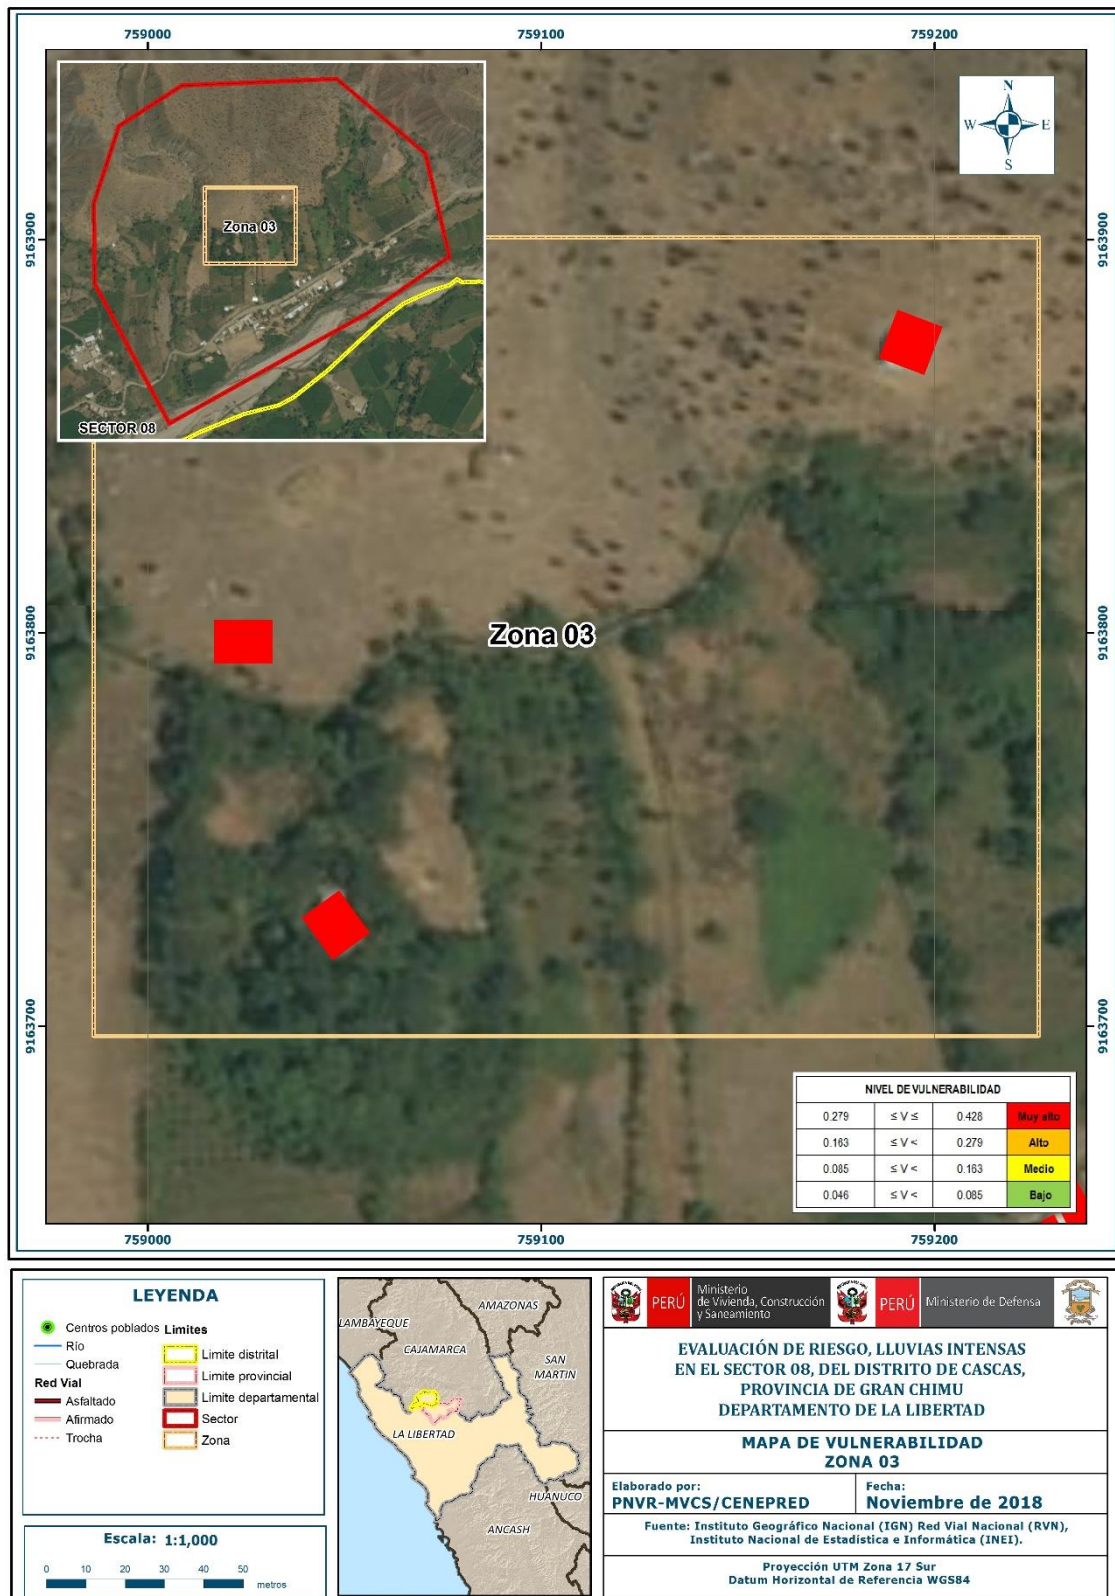 759000
759100
759200
N
W
E
S
Zona 03
SECTOR 08
9163900
9163900
Zona 03
9163800
9163800
9163700
9163700
NIVEL DE VULNERABILIDAD
0.279 ≤ V ≤ 0.428 Muy alto
0.163 ≤ V < 0.279 Alto
0.085 ≤ V < 0.163 Medio
0.046 ≤ V < 0.085 Bajo
759000
759100
759200
LEYENDA
Centros poblados
Río
Quebrada
Red Vial
Asfaltado
Afirmado
Trocha
Limites
Limite distrital
Limite provincial
Limite departamental
Sector
Zona
Escala: 1:1,000
0 10 20 30 40 50
metros
AMAZONAS
LAMBAYEQUE
CAJAMARCA
SAN
MARTIN
LA LIBERTAD
HUANUCO
ANCASH
PERÚ
Ministerio
de Vivienda, Construcción
y Saneamiento
PERÚ
Ministerio de Defensa
EVALUACIÓN DE RIESGO, LLUVIAS INTENSAS
EN EL SECTOR 08, DEL DISTRITO DE CASCAS,
PROVINCIA DE GRAN CHIMU
DEPARTAMENTO DE LA LIBERTAD
MAPA DE VULNERABILIDAD
ZONA 03
Elaborado por:
PNVR-MVCS/CENEPRED
Fecha:
Noviembre de 2018
Fuente: Instituto Geográfico Nacional (IGN) Red Vial Nacional (RVN),
Instituto Nacional de Estadística e Informática (INEI).
Proyección UTM Zona 17 Sur
Datum Horizontal de Referencia WGS84